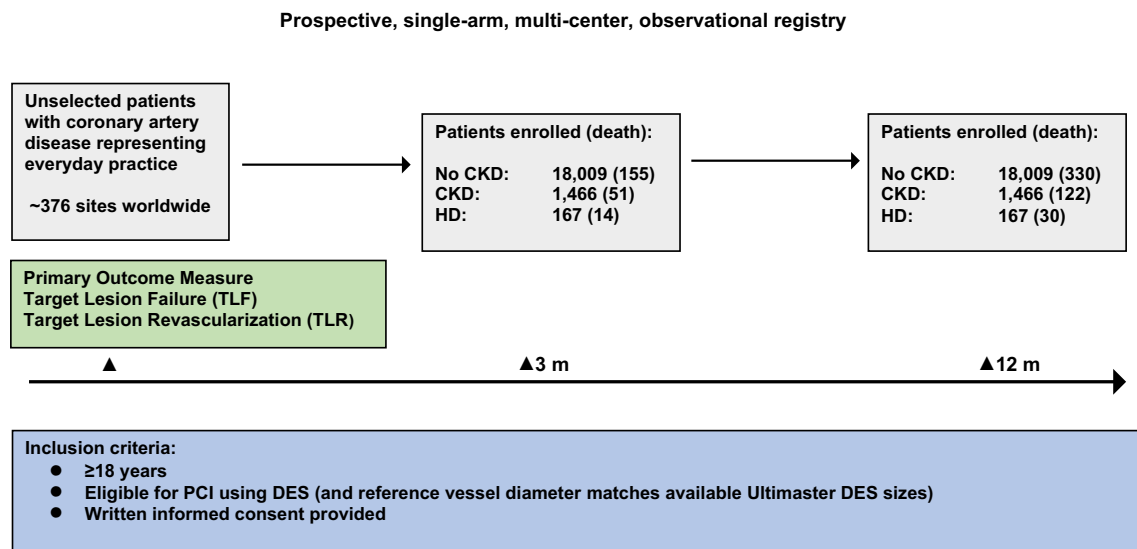 Prospective, single-arm, multi-center, observational registry
Unselected patients
with coronary artery
disease representing
everyday practice
~376 sites worldwide
Patients enrolled (death):
No CKD: 18,009 (155)
CKD: 1,466 (51)
HD: 167 (14)
Patients enrolled (death):
No CKD: 18,009 (330)
CKD: 1,466 (122)
HD: 167 (30)
Primary Outcome Measure
Target Lesion Failure (TLF)
Target Lesion Revascularization (TLR)
▲ ▲3 m ▲12 m
Inclusion criteria:
● ≥18 years
● Eligible for PCI using DES (and reference vessel diameter matches available Ultimaster DES sizes)
● Written informed consent provided